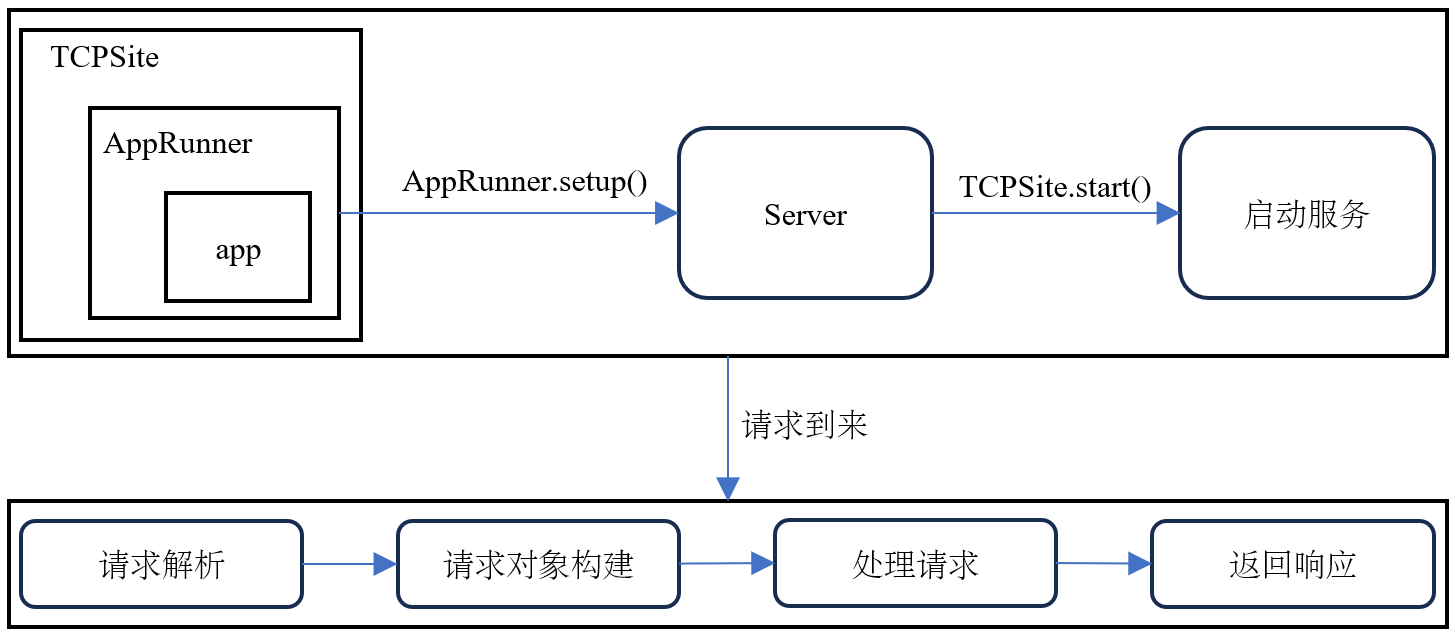 TCPSite
AppRunner
app
AppRunner.setup()
Server
TCPSite.start()
启动服务
请求到来
请求解析
请求对象构建
处理请求
返回响应